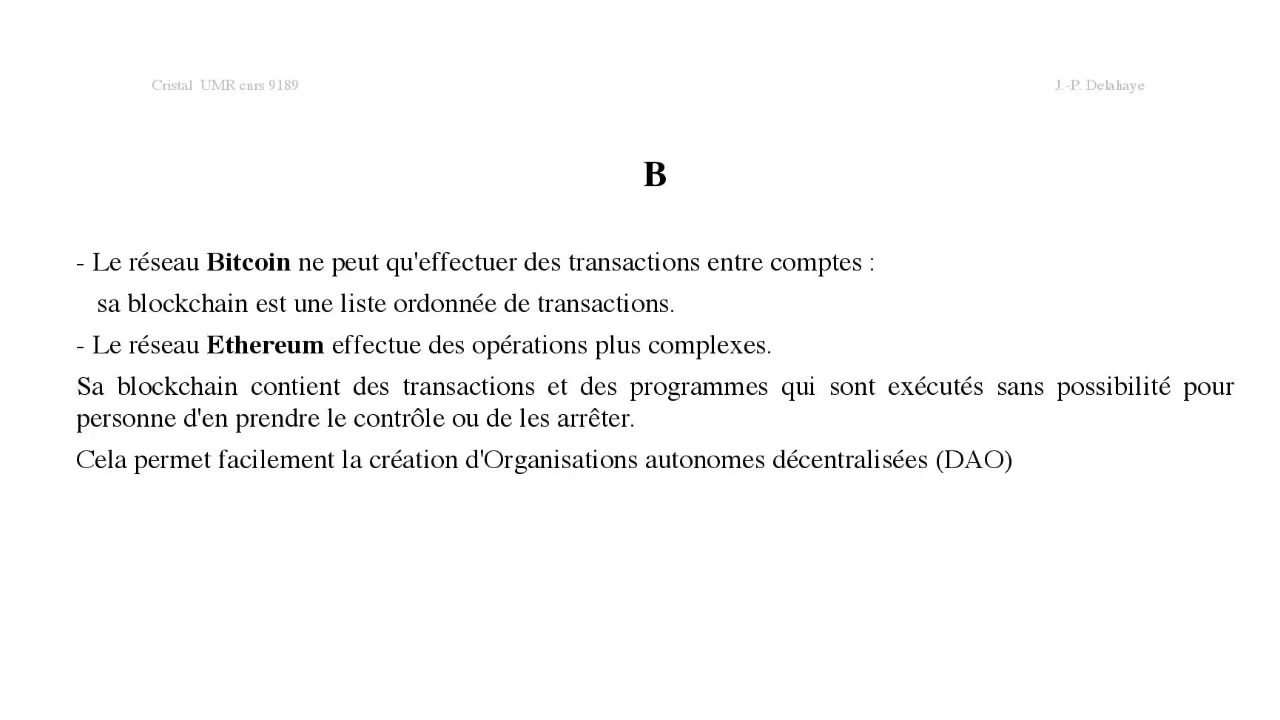 Cristal UMR cnrs 9189 J.-P. Delahaye
B
- Le réseau Bitcoin ne peut qu'effectuer des transactions entre comptes :
sa blockchain est une liste ordonnée de transactions.
- Le réseau Ethereum effectue des opérations plus complexes.
Sa blockchain contient des transactions et des programmes qui sont exécutés sans possibilité pour
personne d'en prendre le contrôle ou de les arrêter.
Cela permet facilement la création d'Organisations autonomes décentralisées (DAO)